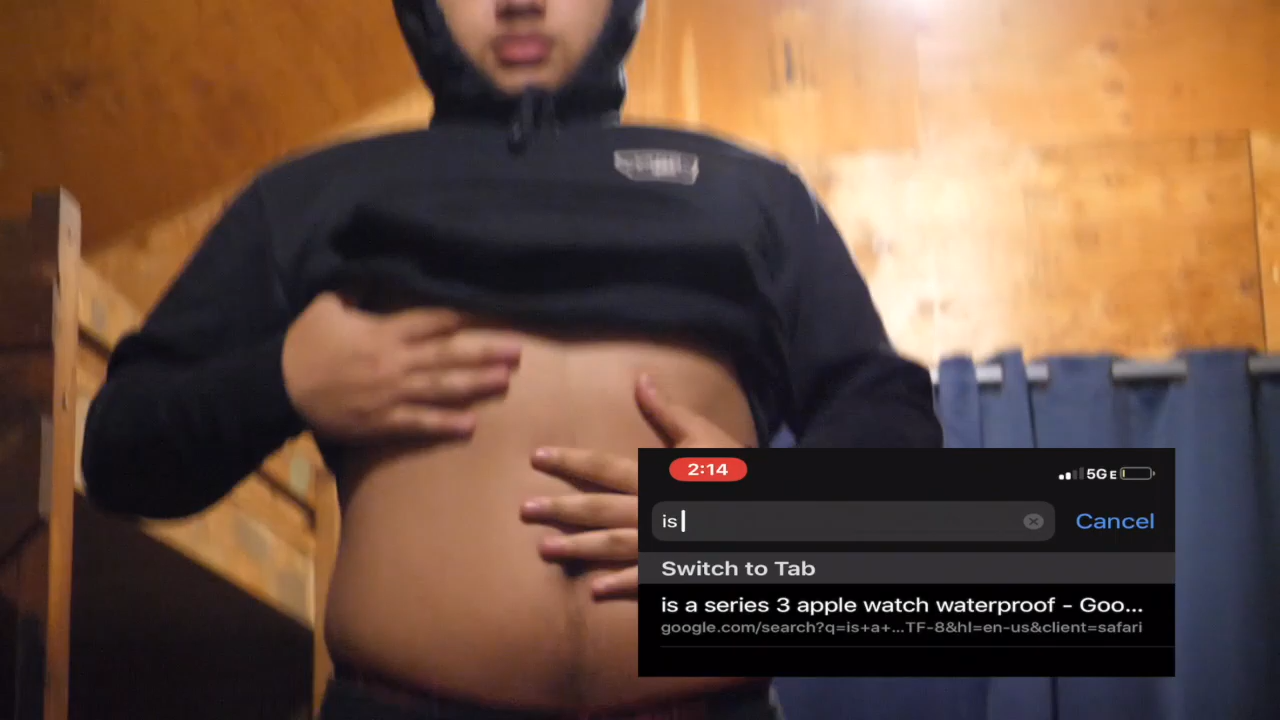 2:14
5GE
is
Cancel
Switch to Tab
is a series 3 apple watch waterproof - Goo...
google.com/search?q=is+a+...TF-8&hl=en-us&client=safari